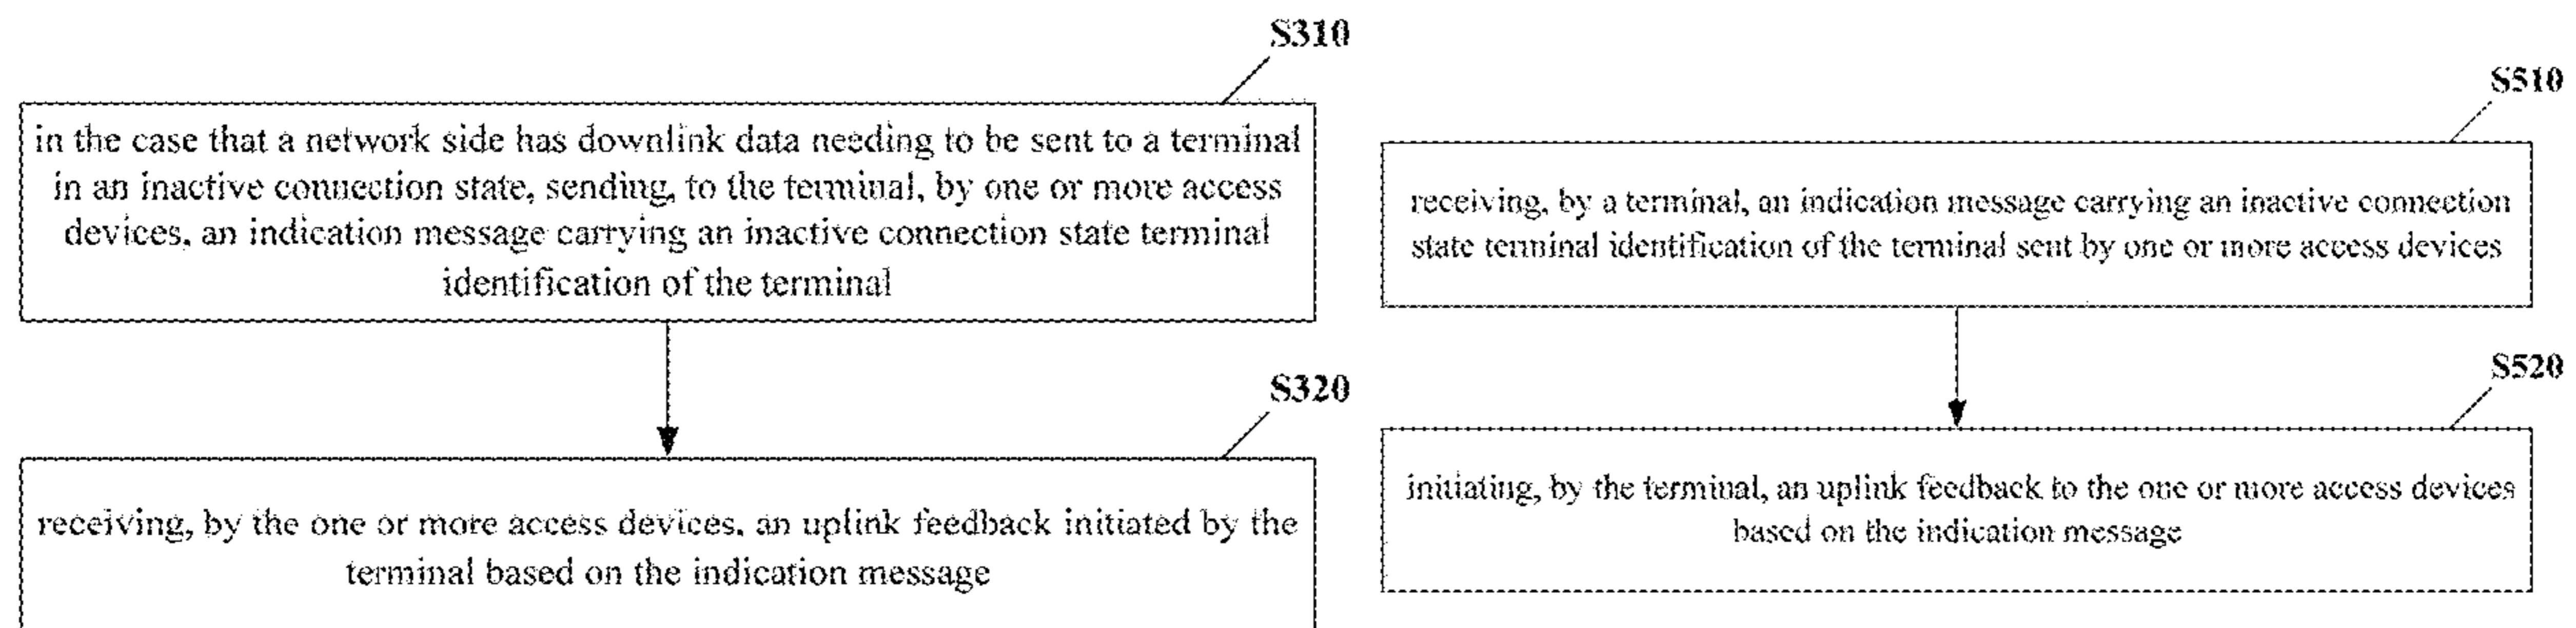 S310
in the case that a network side has downlink data needing to be sent to a terminal
in an inactive connection state, sending, to the terminal, by one or more access
devices, an indication message carrying an inactive connection state terminal
identification of the terminal
S320
receiving, by the one or more access devices, an uplink feedback initiated by the
terminal based on the indication message
S510
receiving, by a terminal, an indication message carrying an inactive connection
state terminal identification of the terminal sent by one or more access devices
S520
initiating, by the terminal, an uplink feedback to the one or more access devices
based on the indication message